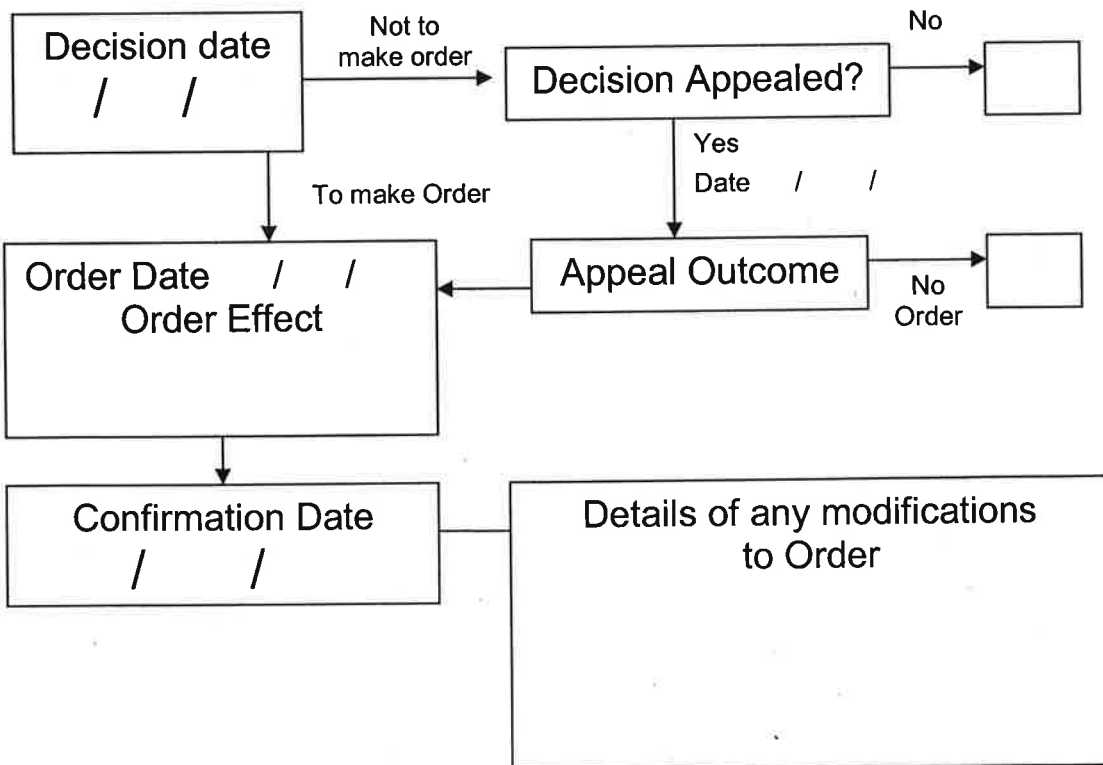 Decision date
/ /
Not to
make order
Decision Appealed?
No
Yes
Date / /
To make Order
Order Date / /
Order Effect
Appeal Outcome
No
Order
Confirmation Date
/ /
Details of any modifications
to Order